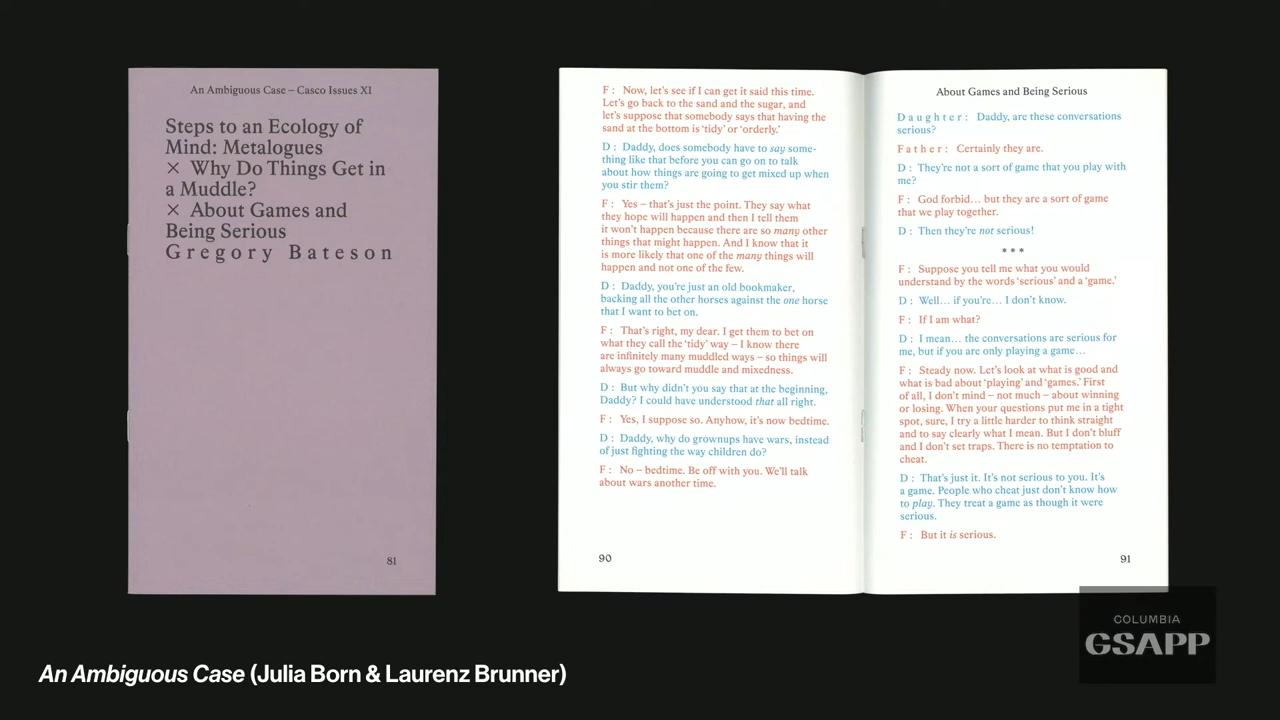 An Ambiguous Case – Casco Issues XI
Steps to an Ecology of
Mind: Metalogues
× Why Do Things Get in
a Muddle?
× About Games and
Being Serious
Gregory Bateson
81
F : Now, let's see if I can get it said this time.
Let's go back to the sand and the sugar, and
let's suppose that somebody says that having the
sand at the bottom is 'tidy' or 'orderly.'
D : Daddy, does somebody have to say some-
thing like that before you can go on to talk
about how things are going to get mixed up when
you stir them?
F : Yes – that's just the point. They say what
they hope will happen and then I tell them
it won't happen because there are so many other
things that might happen. And I know that it
is more likely that one of the many things will
happen and not one of the few.
D : Daddy, you're just an old bookmaker,
backing all the other horses against the one horse
that I want to bet on.
F : That's right, my dear. I get them to bet on
what they call the 'tidy' way – I know there
are infinitely many muddled ways – so things will
always go toward muddle and mixedness.
D : But why didn't you say that at the beginning,
Daddy? I could have understood that all right.
F : Yes, I suppose so. Anyhow, it's now bedtime.
D : Daddy, why do grownups have wars, instead
of just fighting the way children do?
F : No – bedtime. Be off with you. We'll talk
about wars another time.
90
About Games and Being Serious
Daughter : Daddy, are these conversations
serious?
Father : Certainly they are.
D : They're not a sort of game that you play with
me?
F : God forbid… but they are a sort of game
that we play together.
D : Then they're not serious!
* * *
F : Suppose you tell me what you would
understand by the words 'serious' and a 'game.'
D : Well… if you're… I don't know.
F : If I am what?
D : I mean… the conversations are serious for
me, but if you are only playing a game…
F : Steady now. Let's look at what is good and
what is bad about 'playing' and 'games.' First
of all, I don't mind – not much – about winning
or losing. When your questions put me in a tight
spot, sure, I try a little harder to think straight
and to say clearly what I mean. But I don't bluff
and I don't set traps. There is no temptation to
cheat.
D : That's just it. It's not serious to you. It's
a game. People who cheat just don't know how
to play. They treat a game as though it were
serious.
F : But it is serious.
91
An Ambiguous Case (Julia Born & Laurenz Brunner)
COLUMBIA
GSAPP